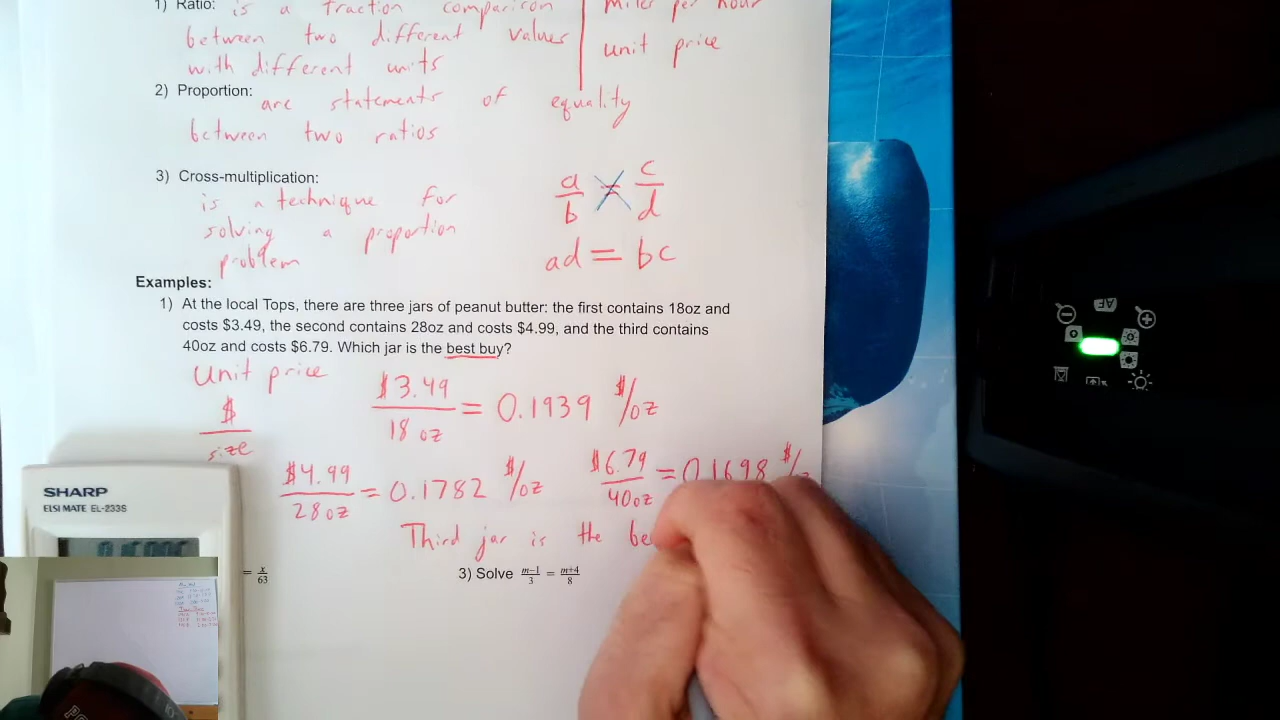 1) Ratio: is a fraction comparison
between two different values
with different units
miles per hour
unit price
2) Proportion: are statements of equality
between two ratios
3) Cross-multiplication:
is a technique for
solving a proportion
problem
a/b = c/d
ad = bc
Examples:
1) At the local Tops, there are three jars of peanut butter: the first contains 18oz and
costs $3.49, the second contains 28oz and costs $4.99, and the third contains
40oz and costs $6.79. Which jar is the best buy?
Unit price
$/size
$3.49/18 oz = 0.1939 $/oz
$4.99/28 oz = 0.1782 $/oz
$6.79/40 oz = 0.1698 $/
Third jar is the be
SHARP
ELSI MATE EL-233S
= x/63
3) Solve m-1/3 = m+4/8
AF